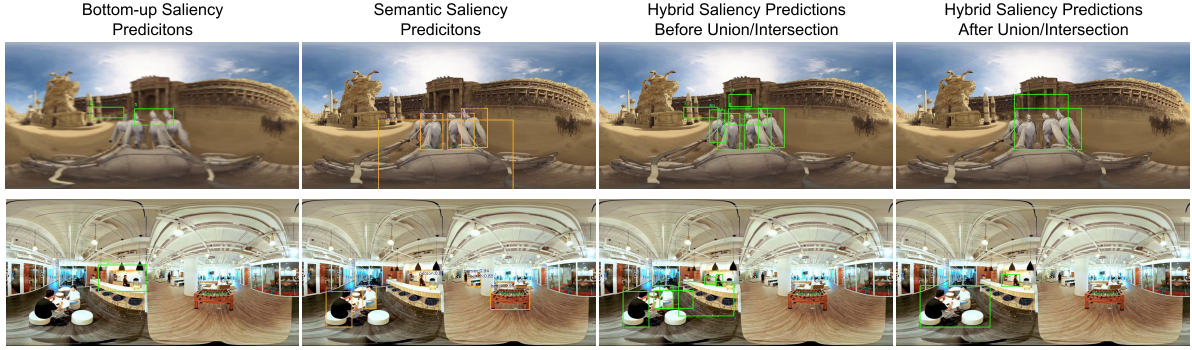 Bottom-up Saliency
Predicitons
Semantic Saliency
Predicitons
Hybrid Saliency Predictions
Before Union/Intersection
Hybrid Saliency Predictions
After Union/Intersection